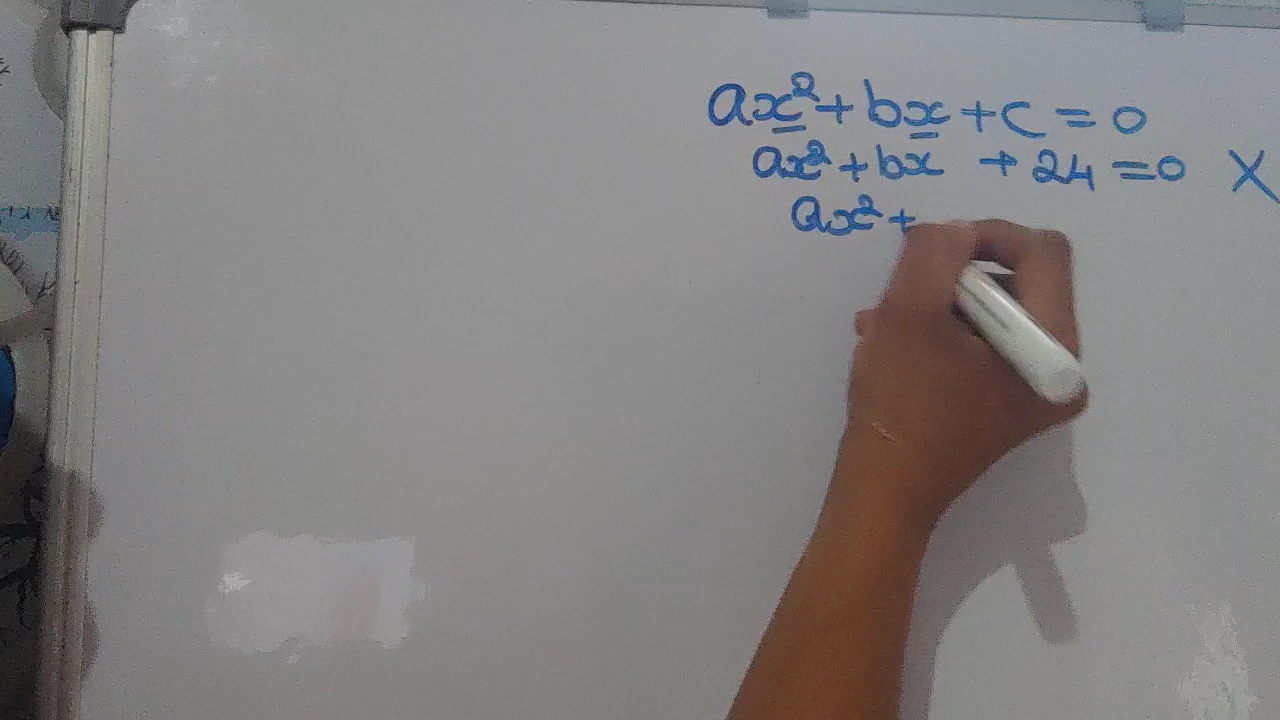 ax² + bx + c = 0
ax² + bx + 24 = 0 X
ax² +